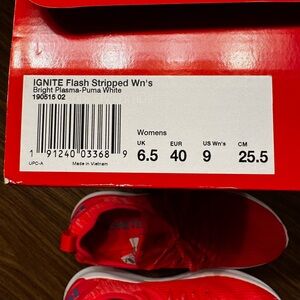 IGNITE Flash Stripped Wn's
Bright Plasma-Puma White
190515 02
Womens
UK EUR US Wn's CM
6.5 40 9 25.5
1 91240 03368 9
UPC-A Made in Vietnam